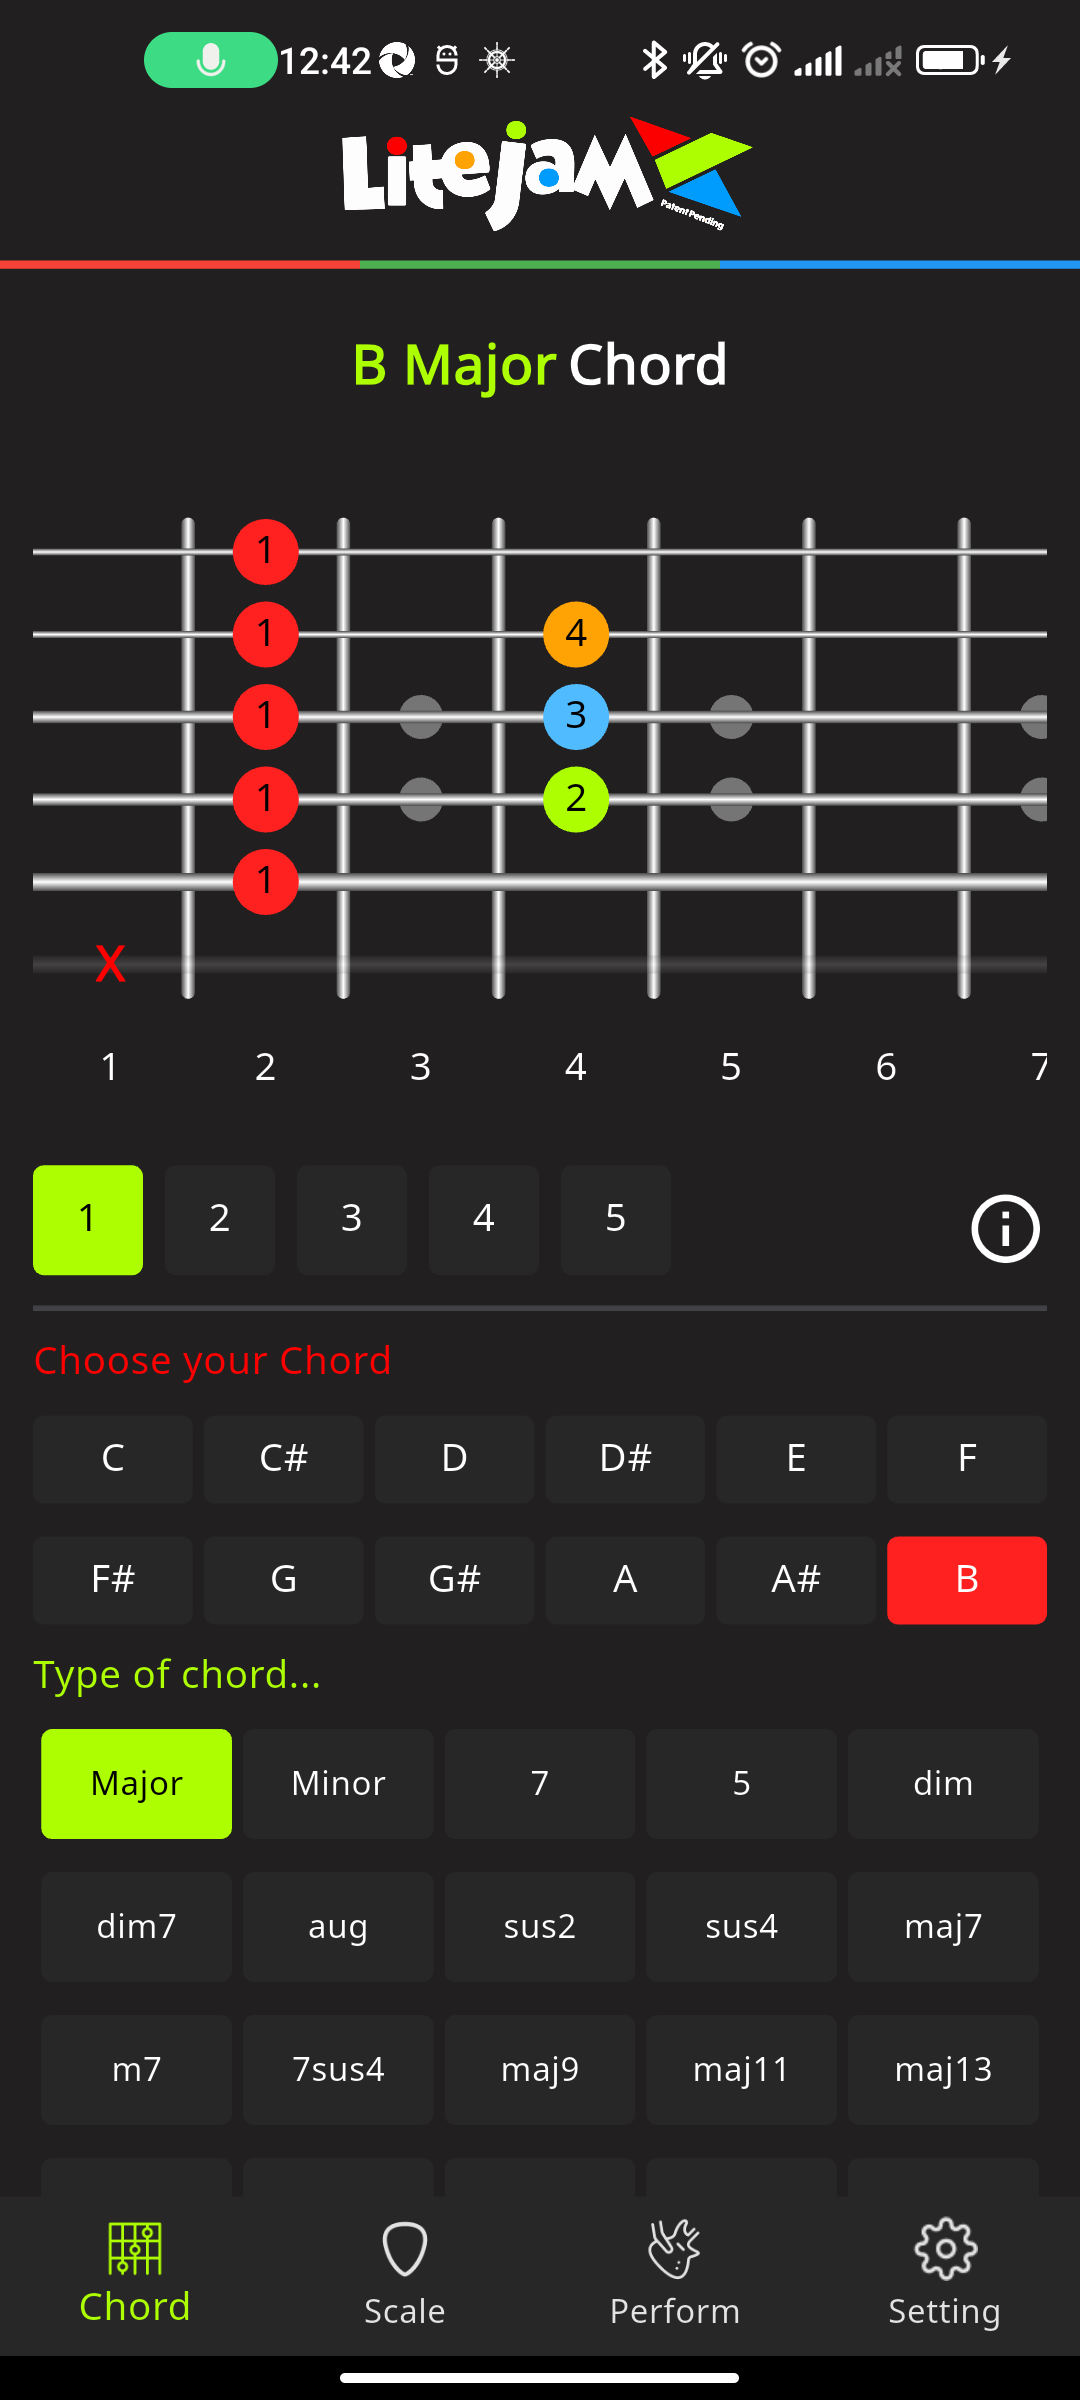 12:42
Litejam
Patent Pending
B Major Chord
1
1 4
1 3
1 2
1
X
1 2 3 4 5 6 7
1 2 3 4 5
Choose your Chord
C C# D D# E F
F# G G# A A# B
Type of chord...
Major Minor 7 5 dim
dim7 aug sus2 sus4 maj7
m7 7sus4 maj9 maj11 maj13
Chord Scale Perform Setting